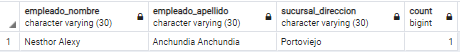 empleado_nombre empleado_apellido sucursal_direccion count
character varying (30) character varying (30) character varying (30) bigint
1 Nesthor Alexy Anchundia Anchundia Portoviejo 1